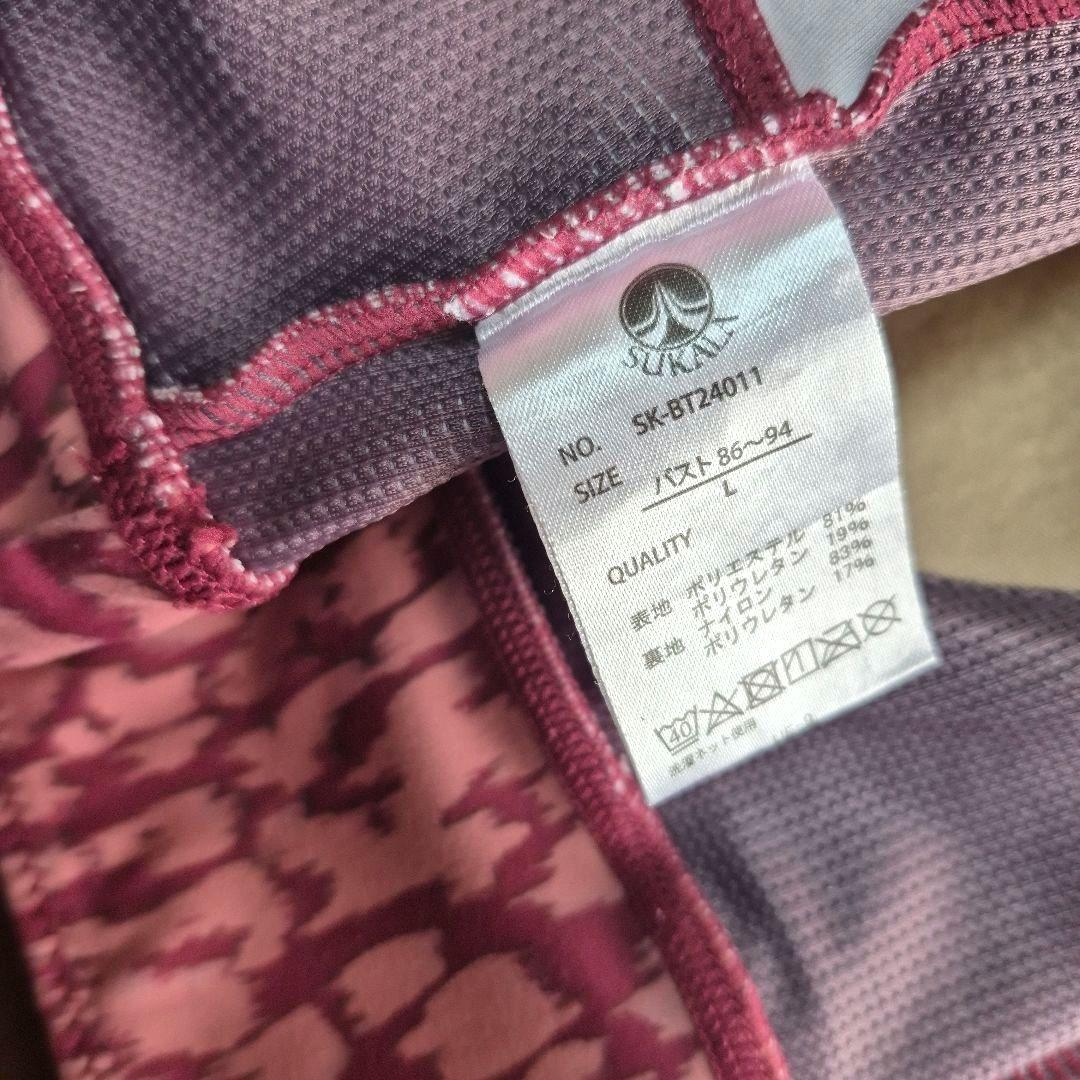 SUKALA
NO. SK-BT24011
SIZE バスト 86〜94
L
QUALITY
表地 ポリエステル 81%
ポリウレタン 19%
裏地 ナイロン 83%
ポリウレタン 17%
40
洗濯ネット使用